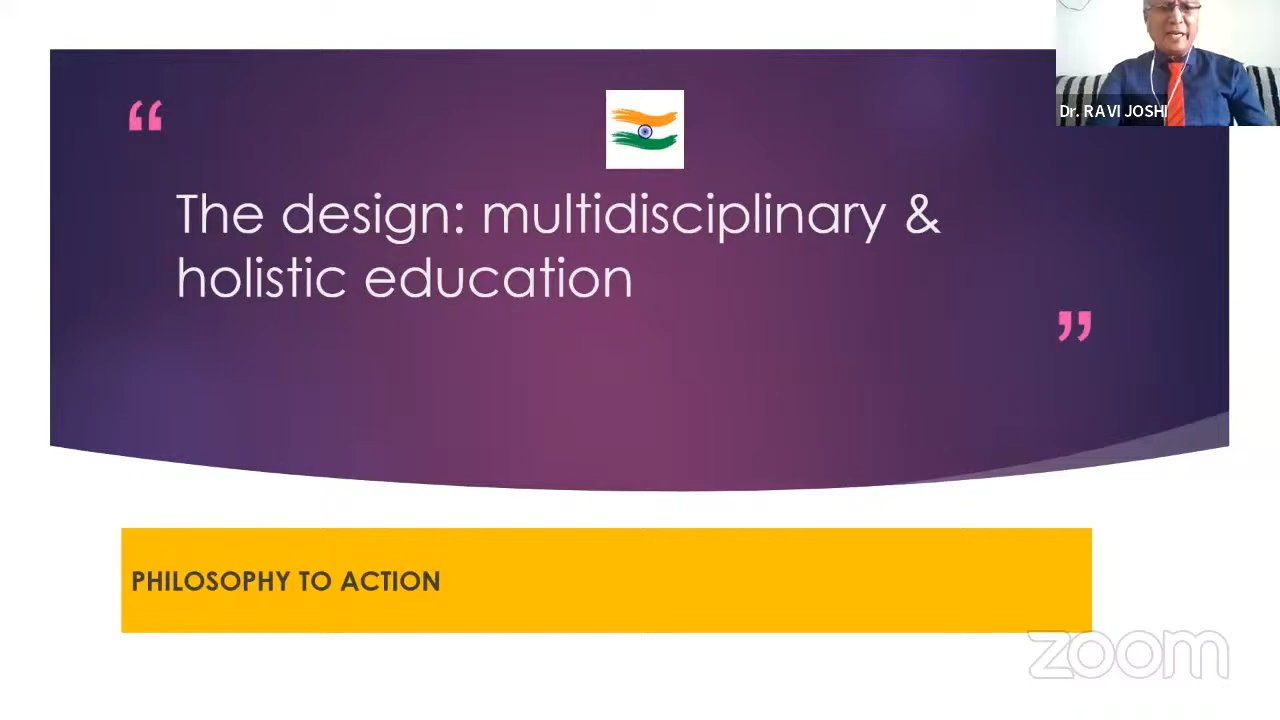 Dr. RAVI JOSHI
“
The design: multidisciplinary &
holistic education
”
PHILOSOPHY TO ACTION
zoom